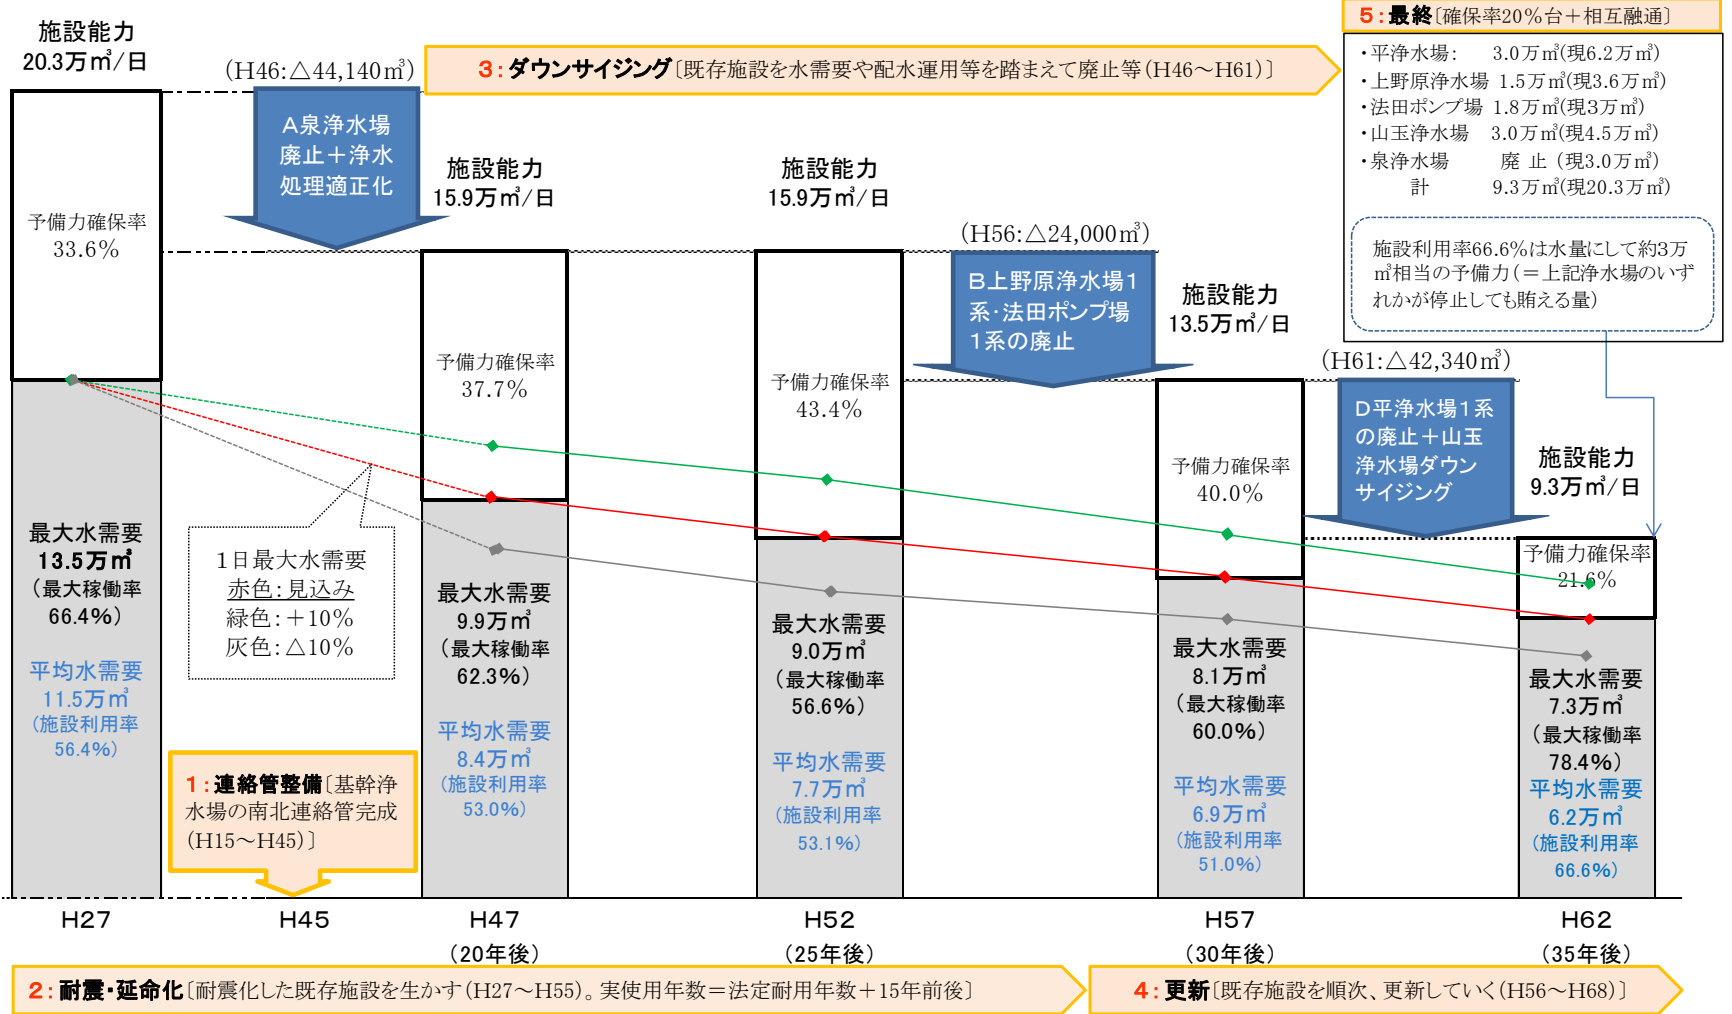 施設能力
20.3万㎥/日
(H46:△44,140㎥)
3:ダウンサイジング〔既存施設を水需要や配水運用等を踏まえて廃止等(H46～H61)〕
5:最終〔確保率20%台+相互融通〕
・平浄水場: 3.0万㎥(現6.2万㎥)
・上野原浄水場 1.5万㎥(現3.6万㎥)
・法田ポンプ場 1.8万㎥(現3万㎥)
・山玉浄水場 3.0万㎥(現4.5万㎥)
・泉浄水場 廃 止 (現3.0万㎥)
計 9.3万㎥(現20.3万㎥)
施設利用率66.6%は水量にして約3万
㎥相当の予備力(=上記浄水場のいず
れかが停止しても賄える量)
A泉浄水場
廃止+浄水
処理適正化
施設能力
15.9万㎥/日
施設能力
15.9万㎥/日
(H56:△24,000㎥)
B上野原浄水場1
系・法田ポンプ場
1系の廃止
施設能力
13.5万㎥/日
(H61:△42,340㎥)
D平浄水場1系
の廃止+山玉
浄水場ダウン
サイジング
施設能力
9.3万㎥/日
予備力確保率
33.6%
予備力確保率
37.7%
予備力確保率
43.4%
予備力確保率
40.0%
予備力確保率
21.6%
1日最大水需要
赤色:見込み
緑色:+10%
灰色:△10%
最大水需要
13.5万㎥
(最大稼働率
66.4%)
平均水需要
11.5万㎥
(施設利用率
56.4%)
最大水需要
9.9万㎥
(最大稼働率
62.3%)
平均水需要
8.4万㎥
(施設利用率
53.0%)
最大水需要
9.0万㎥
(最大稼働率
56.6%)
平均水需要
7.7万㎥
(施設利用率
53.1%)
最大水需要
8.1万㎥
(最大稼働率
60.0%)
平均水需要
6.9万㎥
(施設利用率
51.0%)
最大水需要
7.3万㎥
(最大稼働率
78.4%)
平均水需要
6.2万㎥
(施設利用率
66.6%)
1:連絡管整備〔基幹浄
水場の南北連絡管完成
(H15～H45)〕
H27
H45
H47
(20年後)
H52
(25年後)
H57
(30年後)
H62
(35年後)
2:耐震・延命化〔耐震化した既存施設を生かす(H27～H55)。実使用年数=法定耐用年数+15年前後〕
4:更新〔既存施設を順次、更新していく(H56～H68)〕